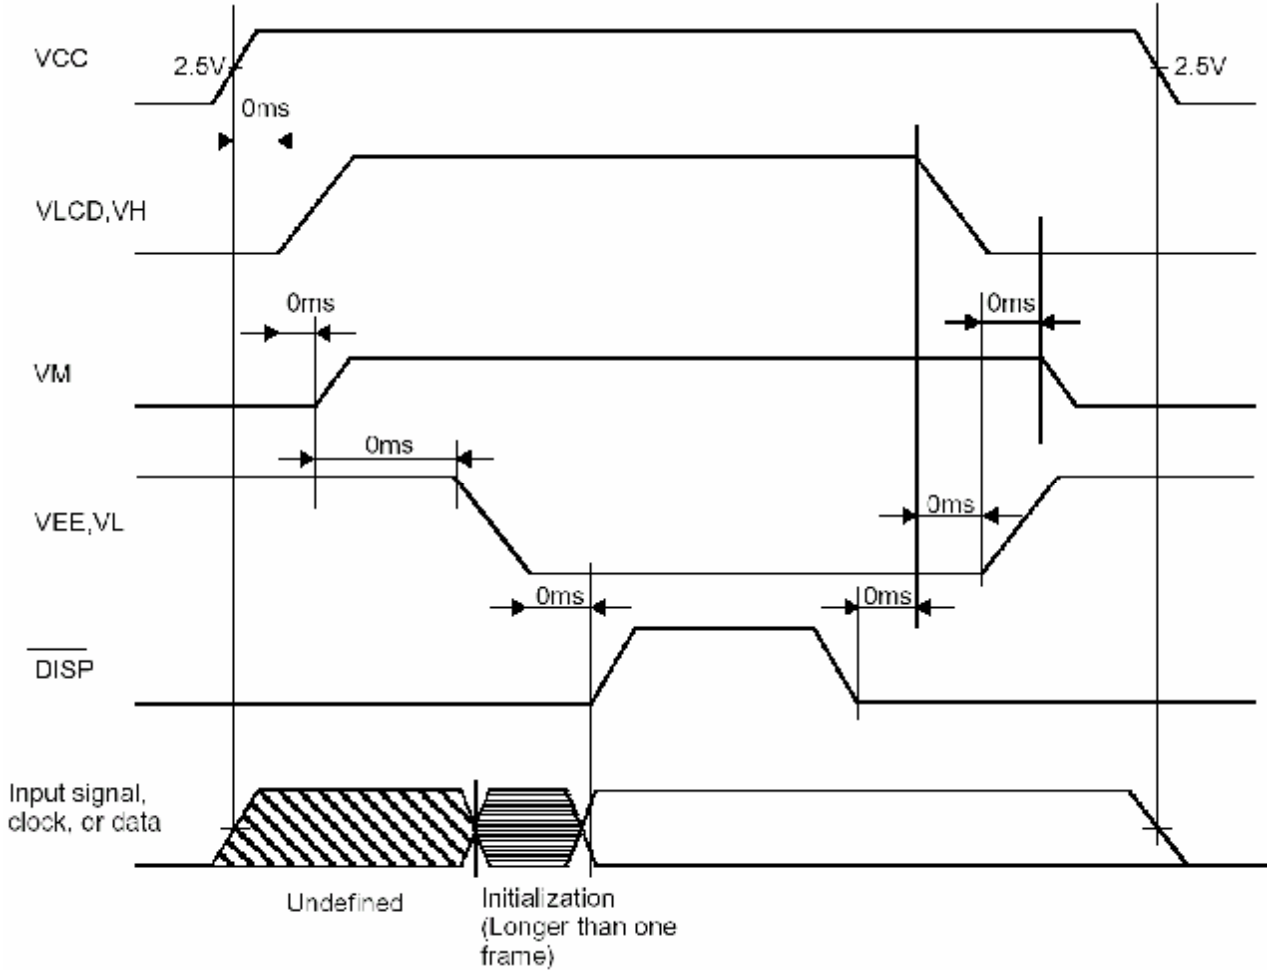 VCC
2.5V
2.5V
0ms
VLCD,VH
0ms
0ms
VM
0ms
VEE,VL
0ms
0ms
0ms
DISP
Input signal,
clock, or data
Undefined
Initialization
(Longer than one
frame)